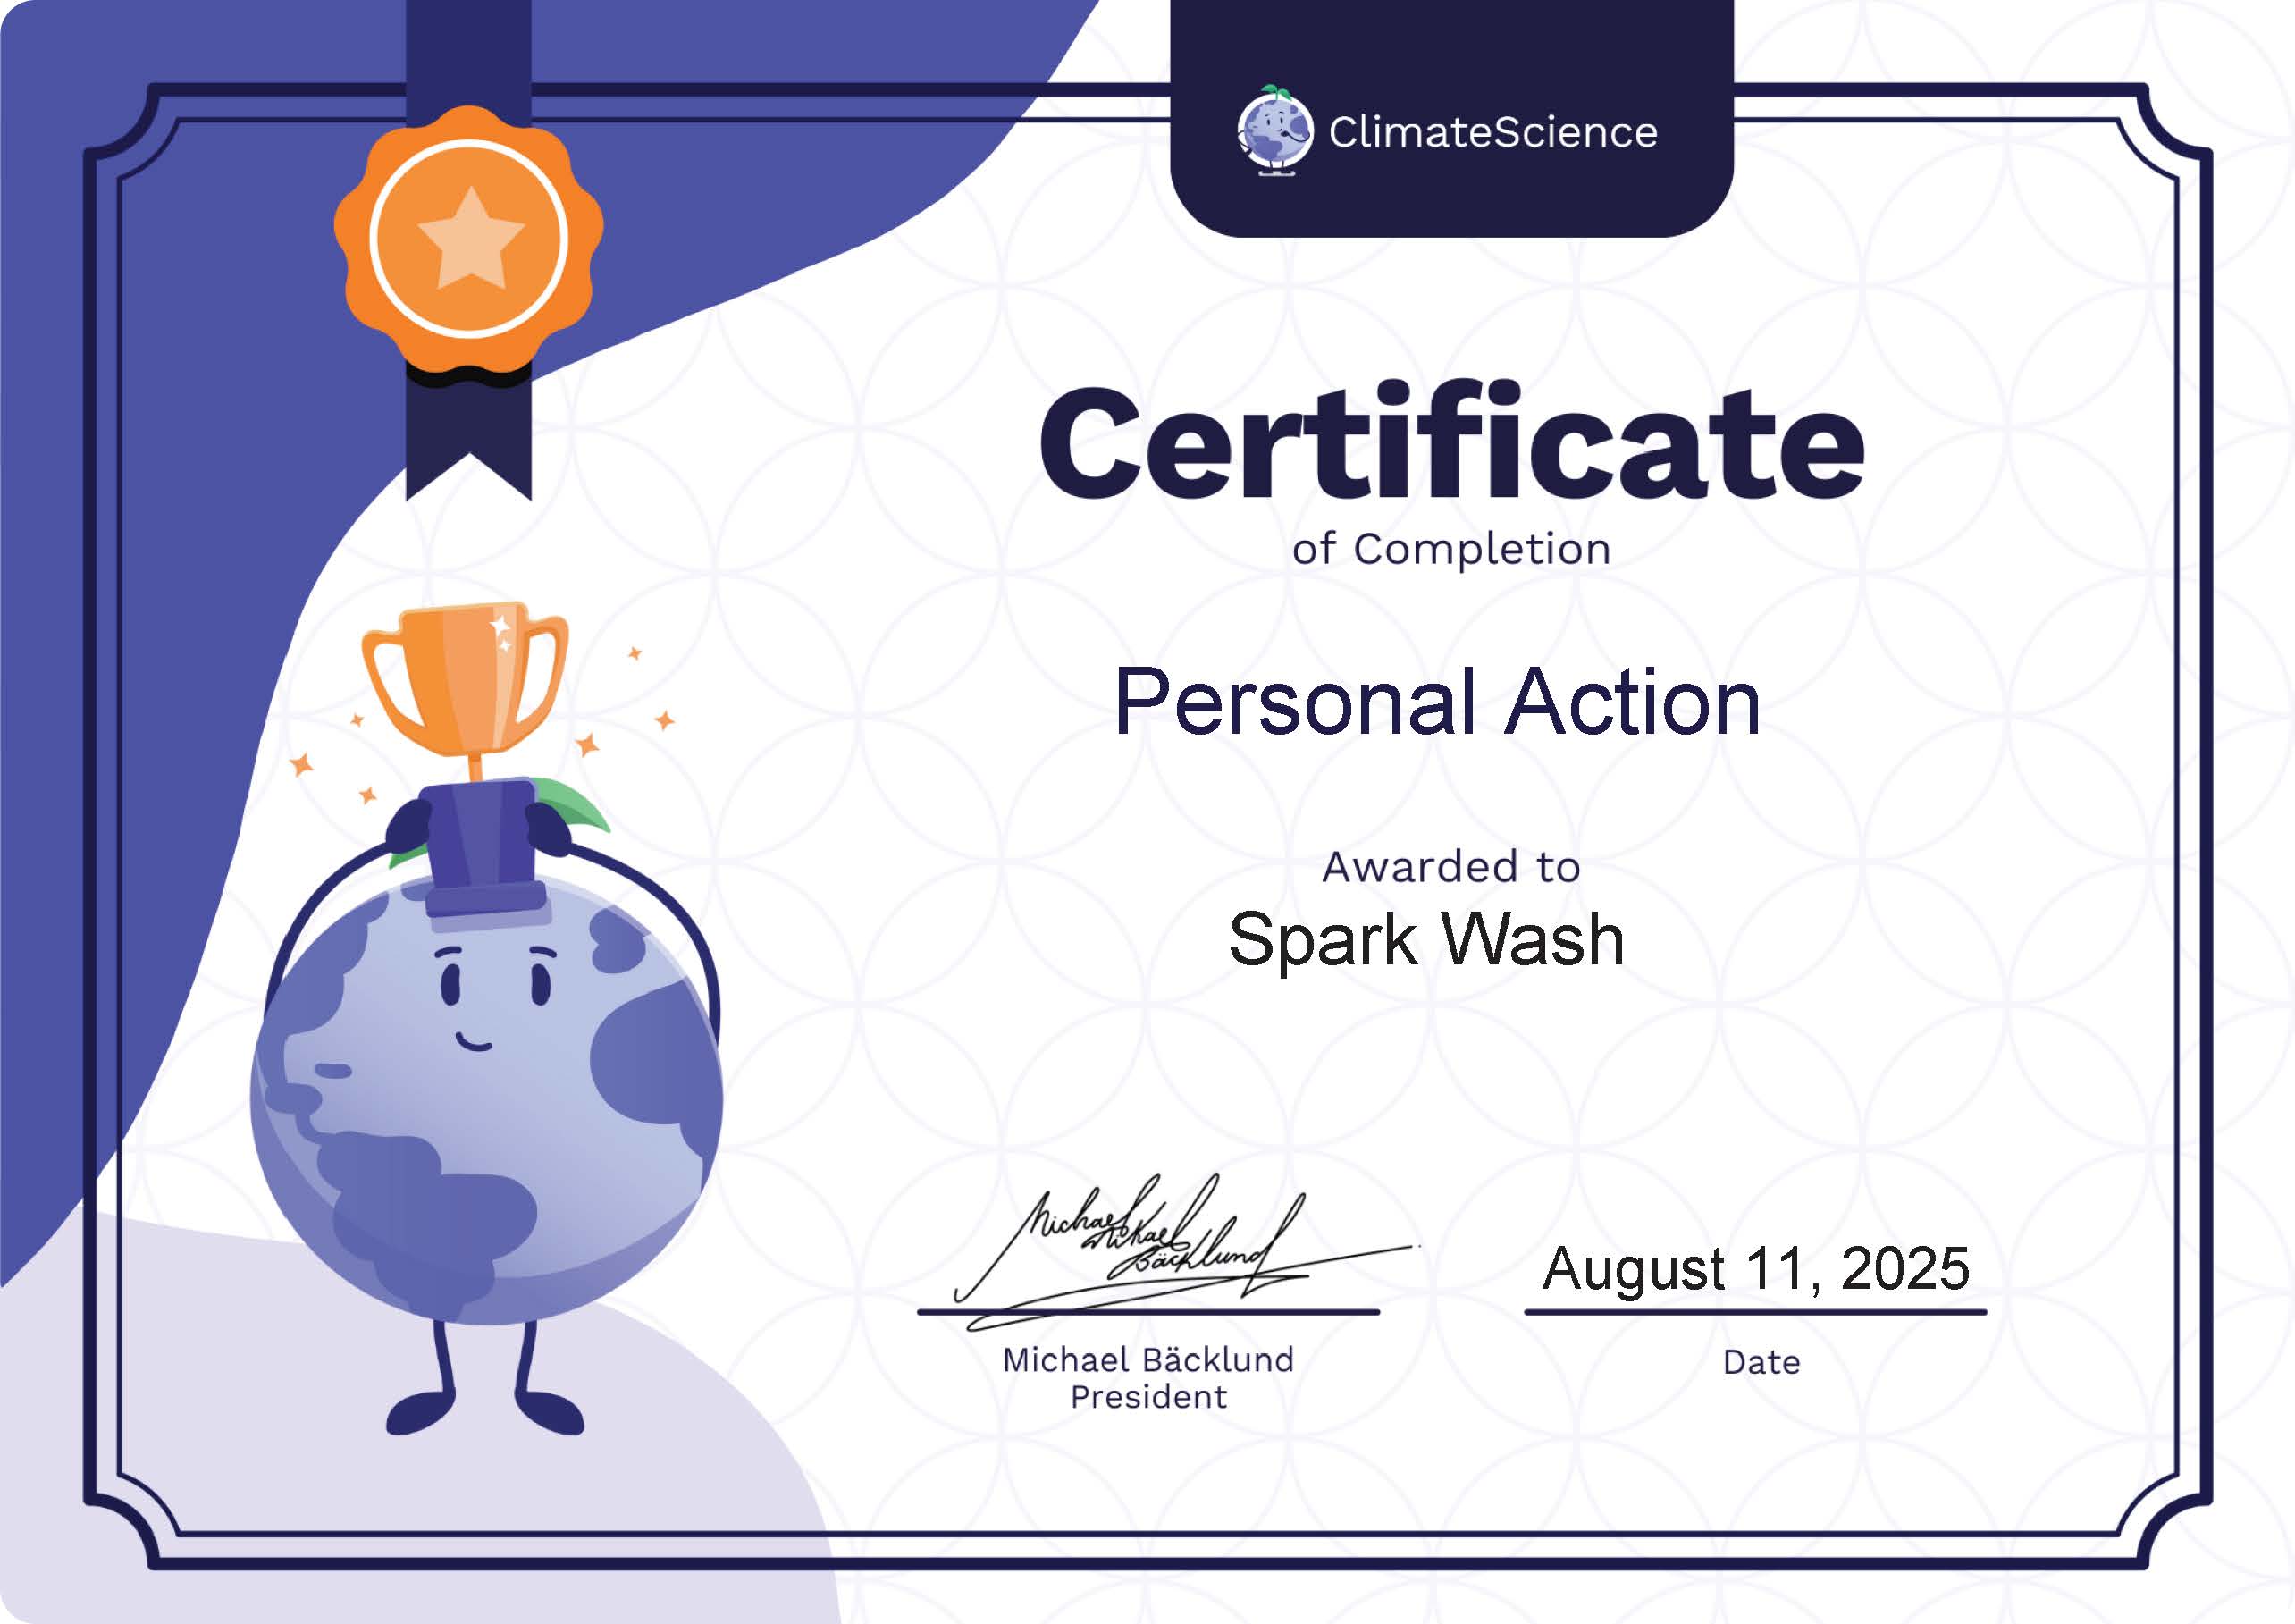 ClimateScience
Certificate
of Completion
Personal Action
Awarded to
Spark Wash
Michael Mikael
Bäcklund
August 11, 2025
Michael Bäcklund
President
Date